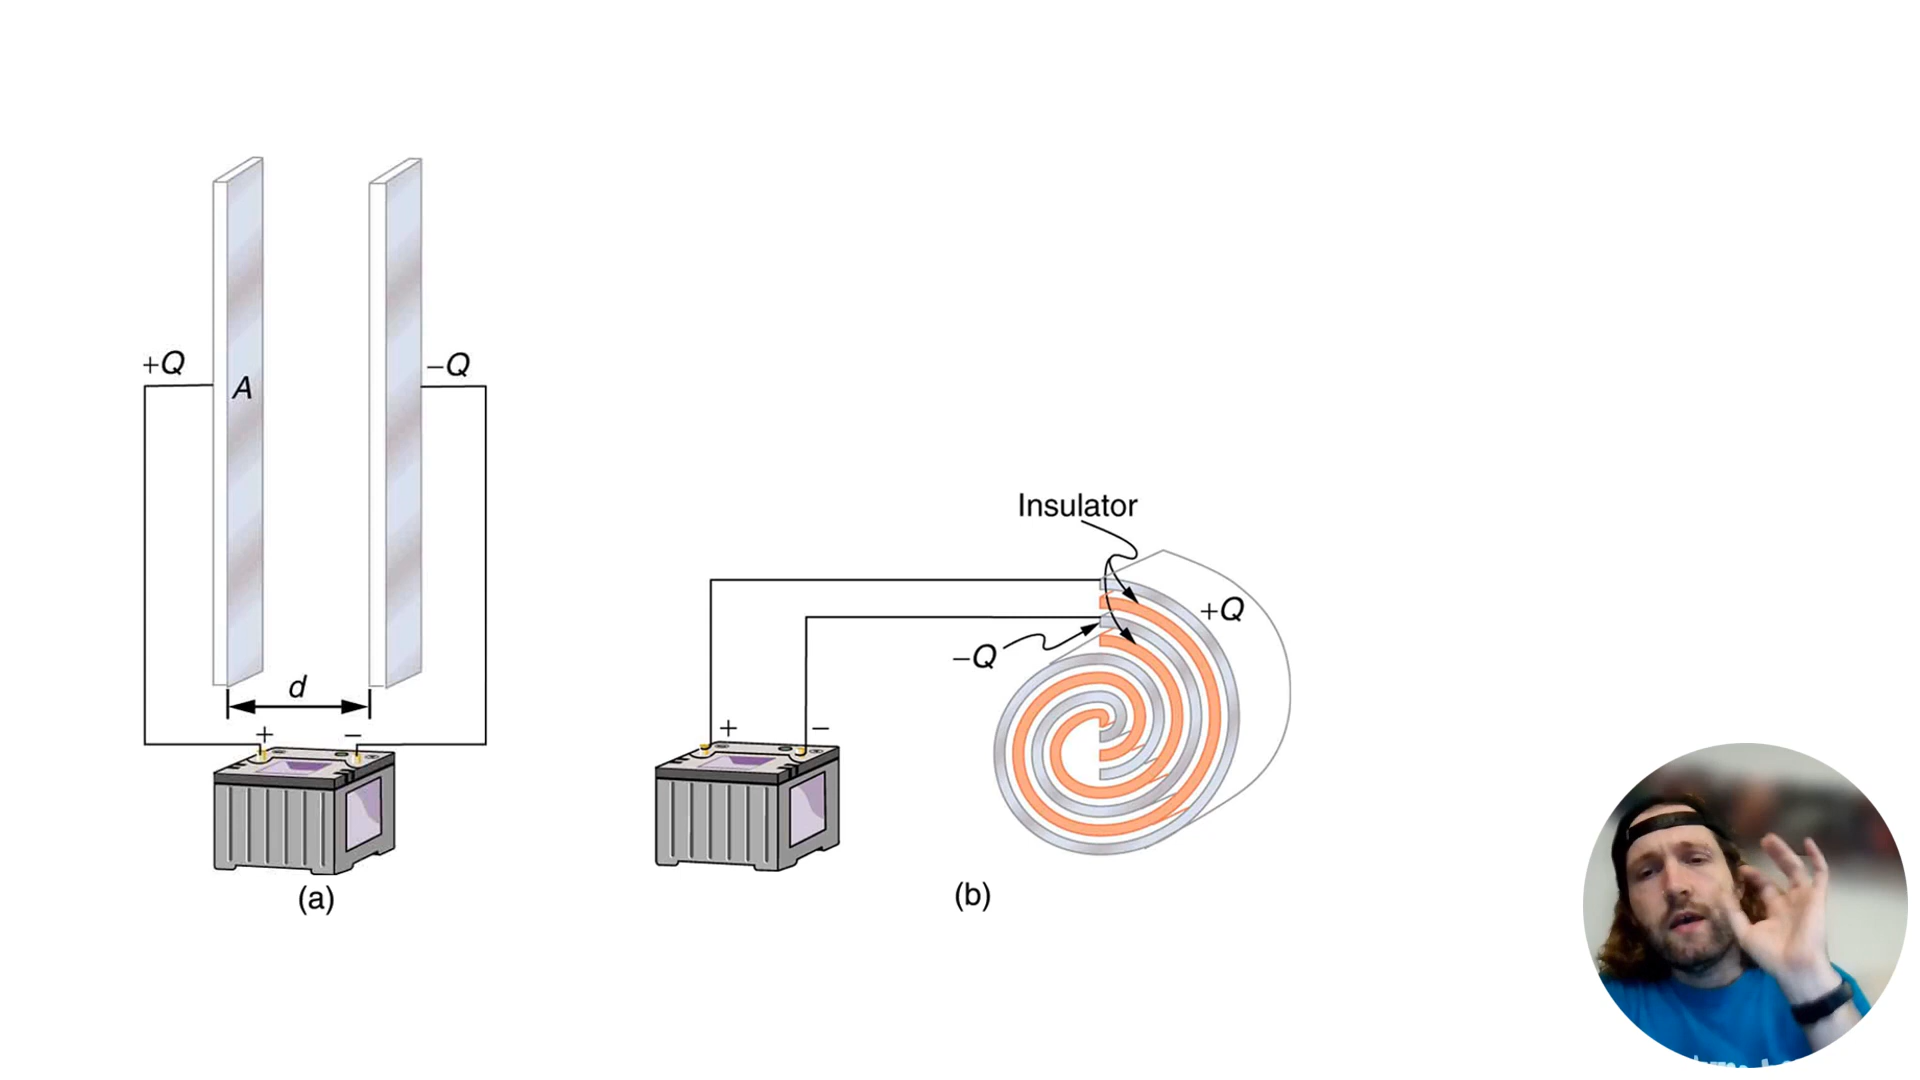 +Q
A
−Q
d
+
−
(a)
Insulator
+Q
−Q
+
−
(b)